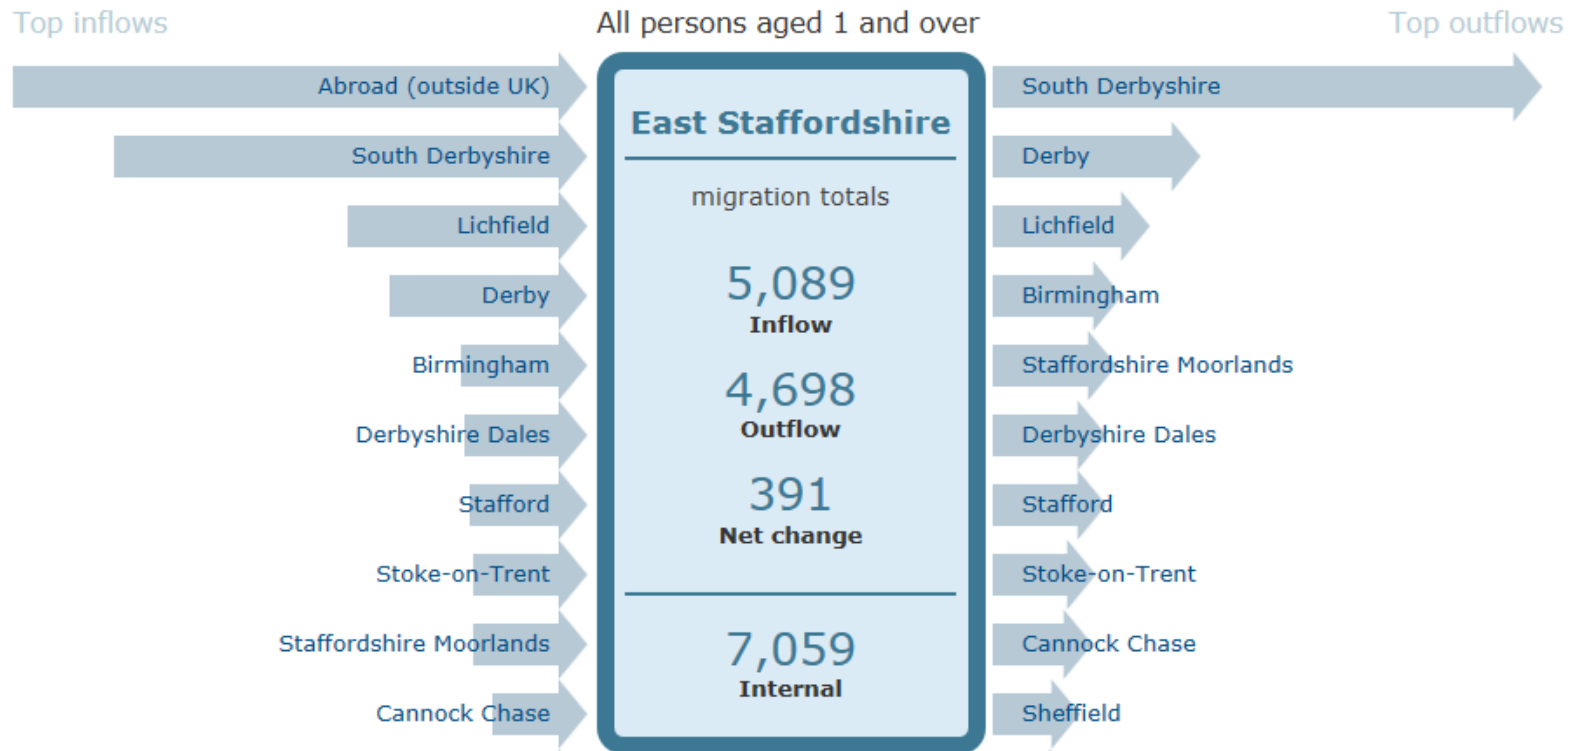 Top inflows
All persons aged 1 and over
Top outflows
Abroad (outside UK)
South Derbyshire
Lichfield
Derby
Birmingham
Derbyshire Dales
Stafford
Stoke-on-Trent
Staffordshire Moorlands
Cannock Chase
East Staffordshire
migration totals
5,089
Inflow
4,698
Outflow
391
Net change
7,059
Internal
South Derbyshire
Derby
Lichfield
Birmingham
Staffordshire Moorlands
Derbyshire Dales
Stafford
Stoke-on-Trent
Cannock Chase
Sheffield